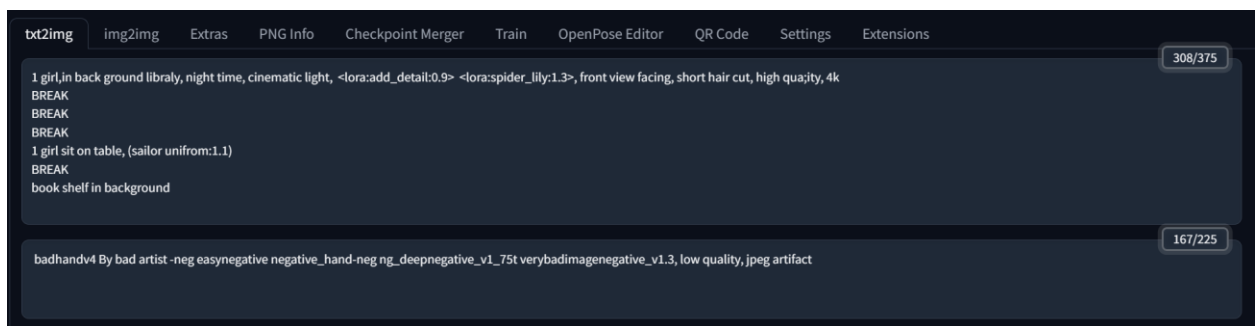 txt2img img2img Extras PNG Info Checkpoint Merger Train OpenPose Editor QR Code Settings Extensions
308/375
1 girl,in back ground libraly, night time, cinematic light, <lora:add_detail:0.9> <lora:spider_lily:1.3>, front view facing, short hair cut, high qua;ity, 4k
BREAK
BREAK
BREAK
1 girl sit on table, (sailor unifrom:1.1)
BREAK
book shelf in background
167/225
badhandv4 By bad artist -neg easynegative negative_hand-neg ng_deepnegative_v1_75t verybadimagenegative_v1.3, low quality, jpeg artifact